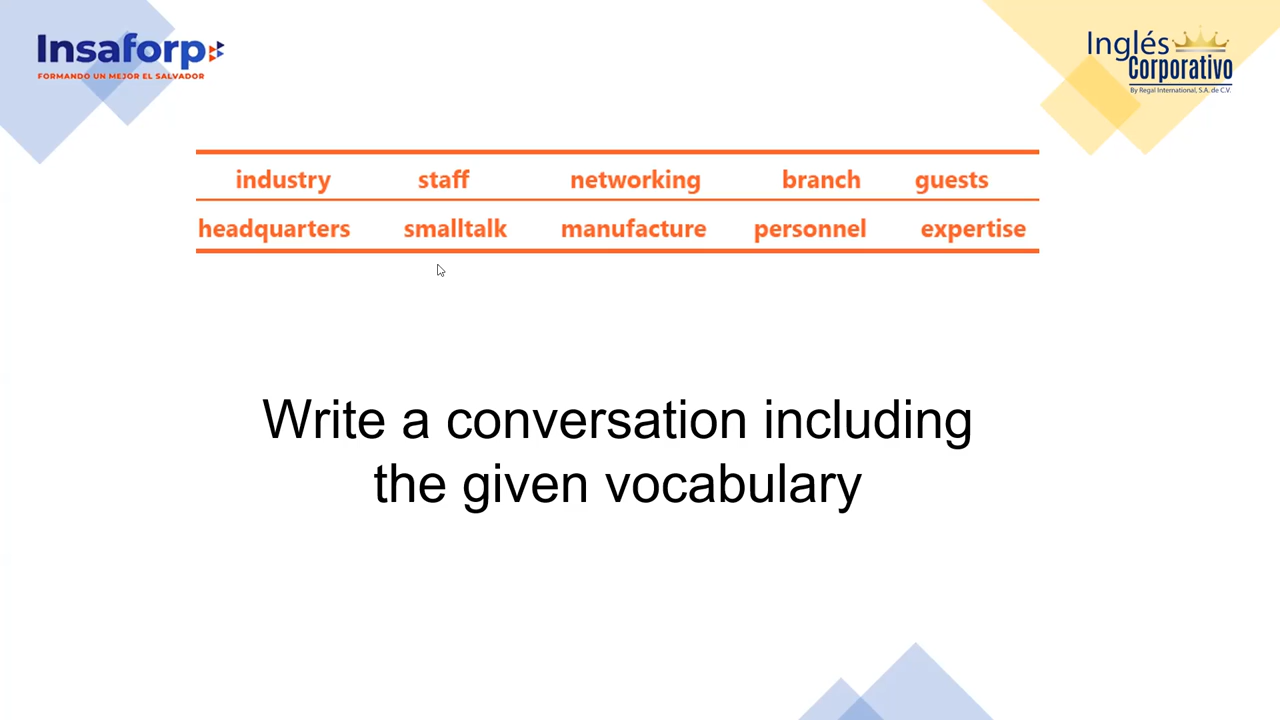 Insaforp
FORMANDO UN MEJOR EL SALVADOR
Inglés
Corporativo
By Regal International, S.A. de C.V.
industry staff networking branch guests
headquarters smalltalk manufacture personnel expertise
Write a conversation including
the given vocabulary